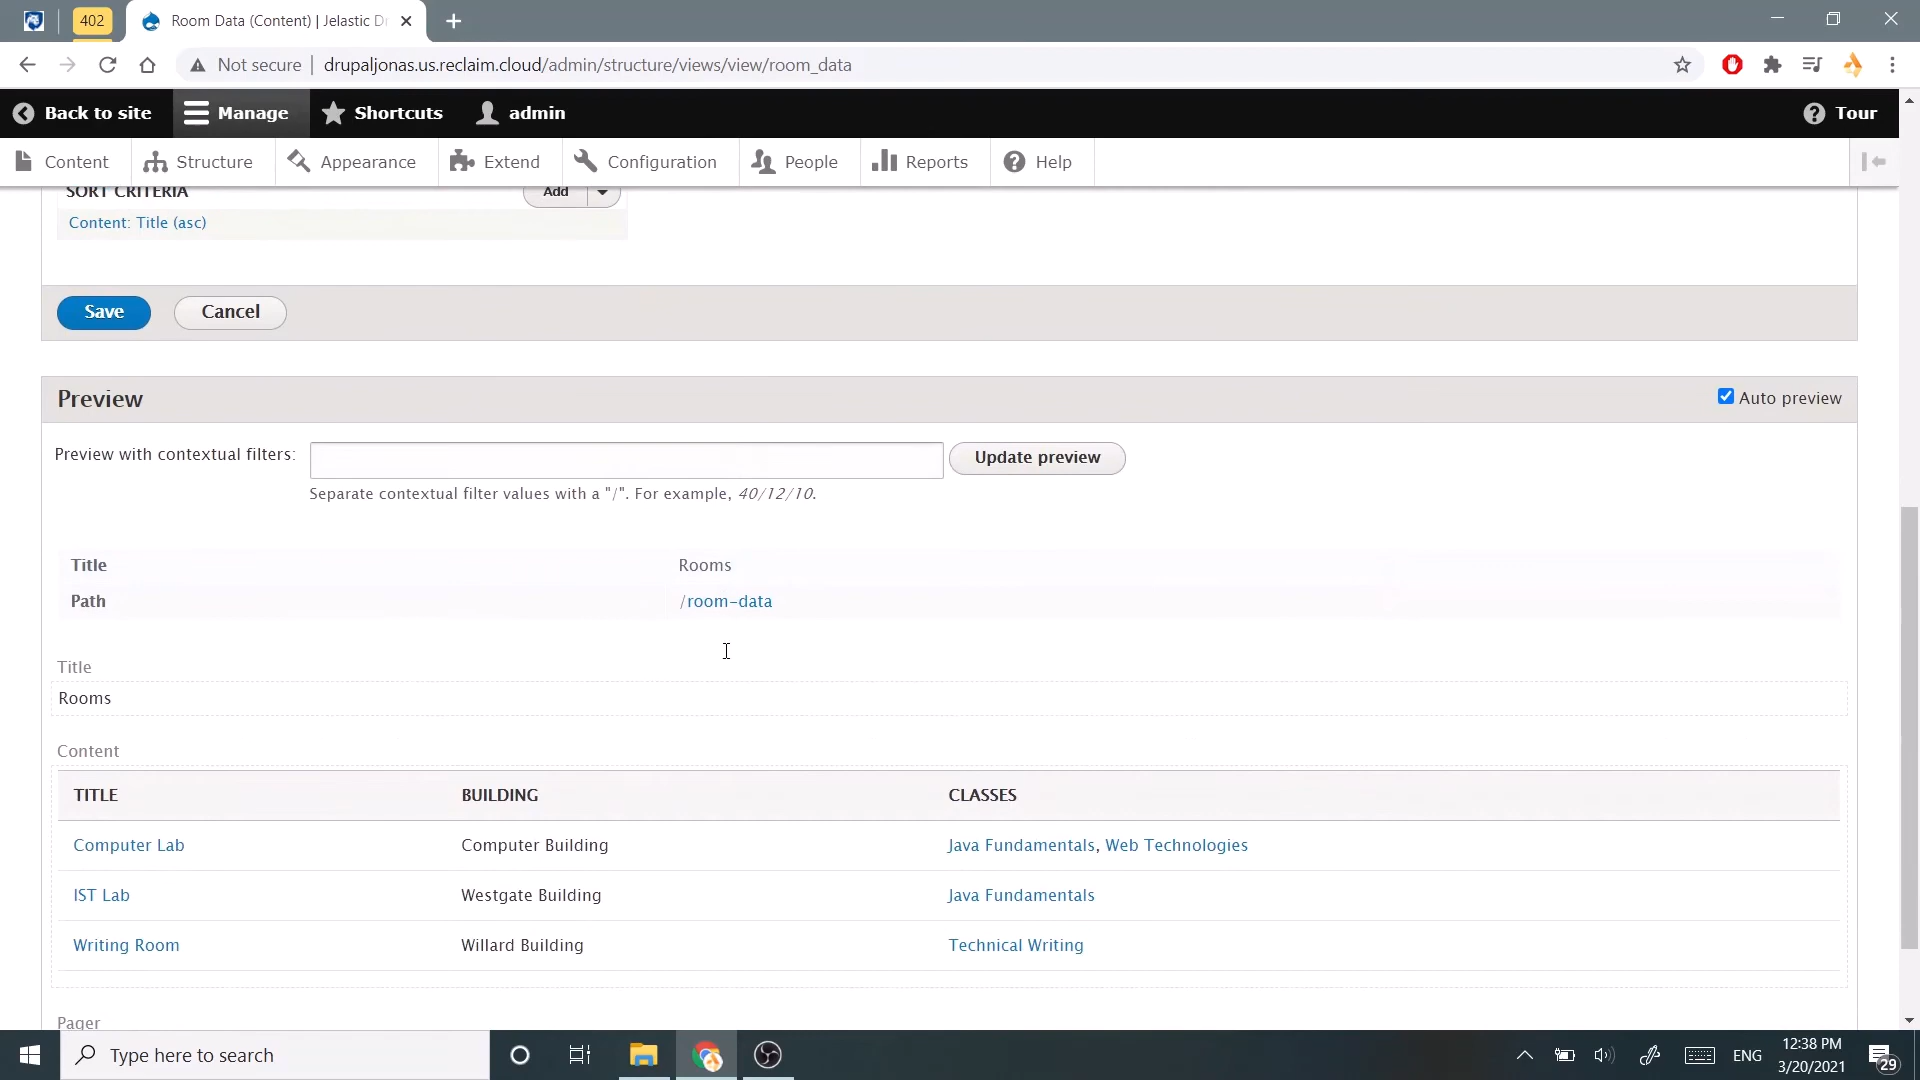 402
Room Data (Content) | Jelastic Dr
Not secure | drupaljonas.us.reclaim.cloud/admin/structure/views/view/room_data
Back to site Manage Shortcuts admin Tour
Content Structure Appearance Extend Configuration People Reports Help
SORT CRITERIA Add
Content: Title (asc)
Save Cancel
Preview Auto preview
Preview with contextual filters: Update preview
Separate contextual filter values with a "/". For example, 40/12/10.
Title Rooms
Path /room-data
Title
Rooms
Content
TITLE BUILDING CLASSES
Computer Lab Computer Building Java Fundamentals, Web Technologies
IST Lab Westgate Building Java Fundamentals
Writing Room Willard Building Technical Writing
Pager
Type here to search ENG 12:38 PM
3/20/2021 29